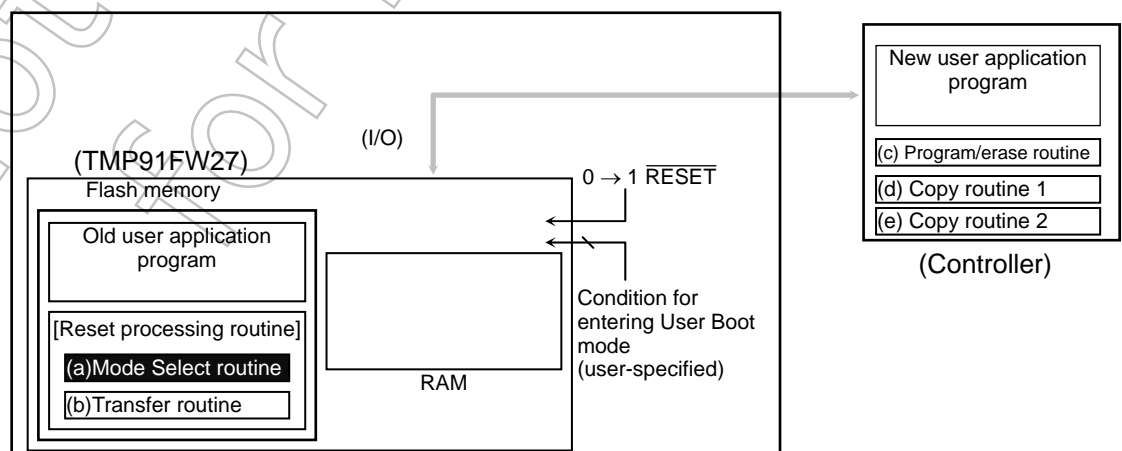 New user application
program
(I/O)
(c) Program/erase routine
(TMP91FW27)
0 → 1 RESET
(d) Copy routine 1
Flash memory
(e) Copy routine 2
Old user application
program
(Controller)
Condition for
entering User Boot
mode
(user-specified)
[Reset processing routine]
(a)Mode Select routine
RAM
(b)Transfer routine
for